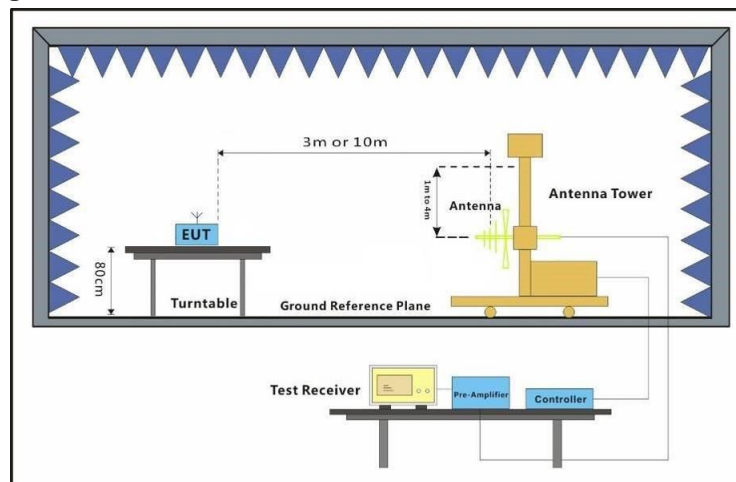 3m or 10m
1m to 4m
Antenna
Antenna Tower
EUT
80cm
Turntable
Ground Reference Plane
Test Receiver
Pre-Amplifier
Controller